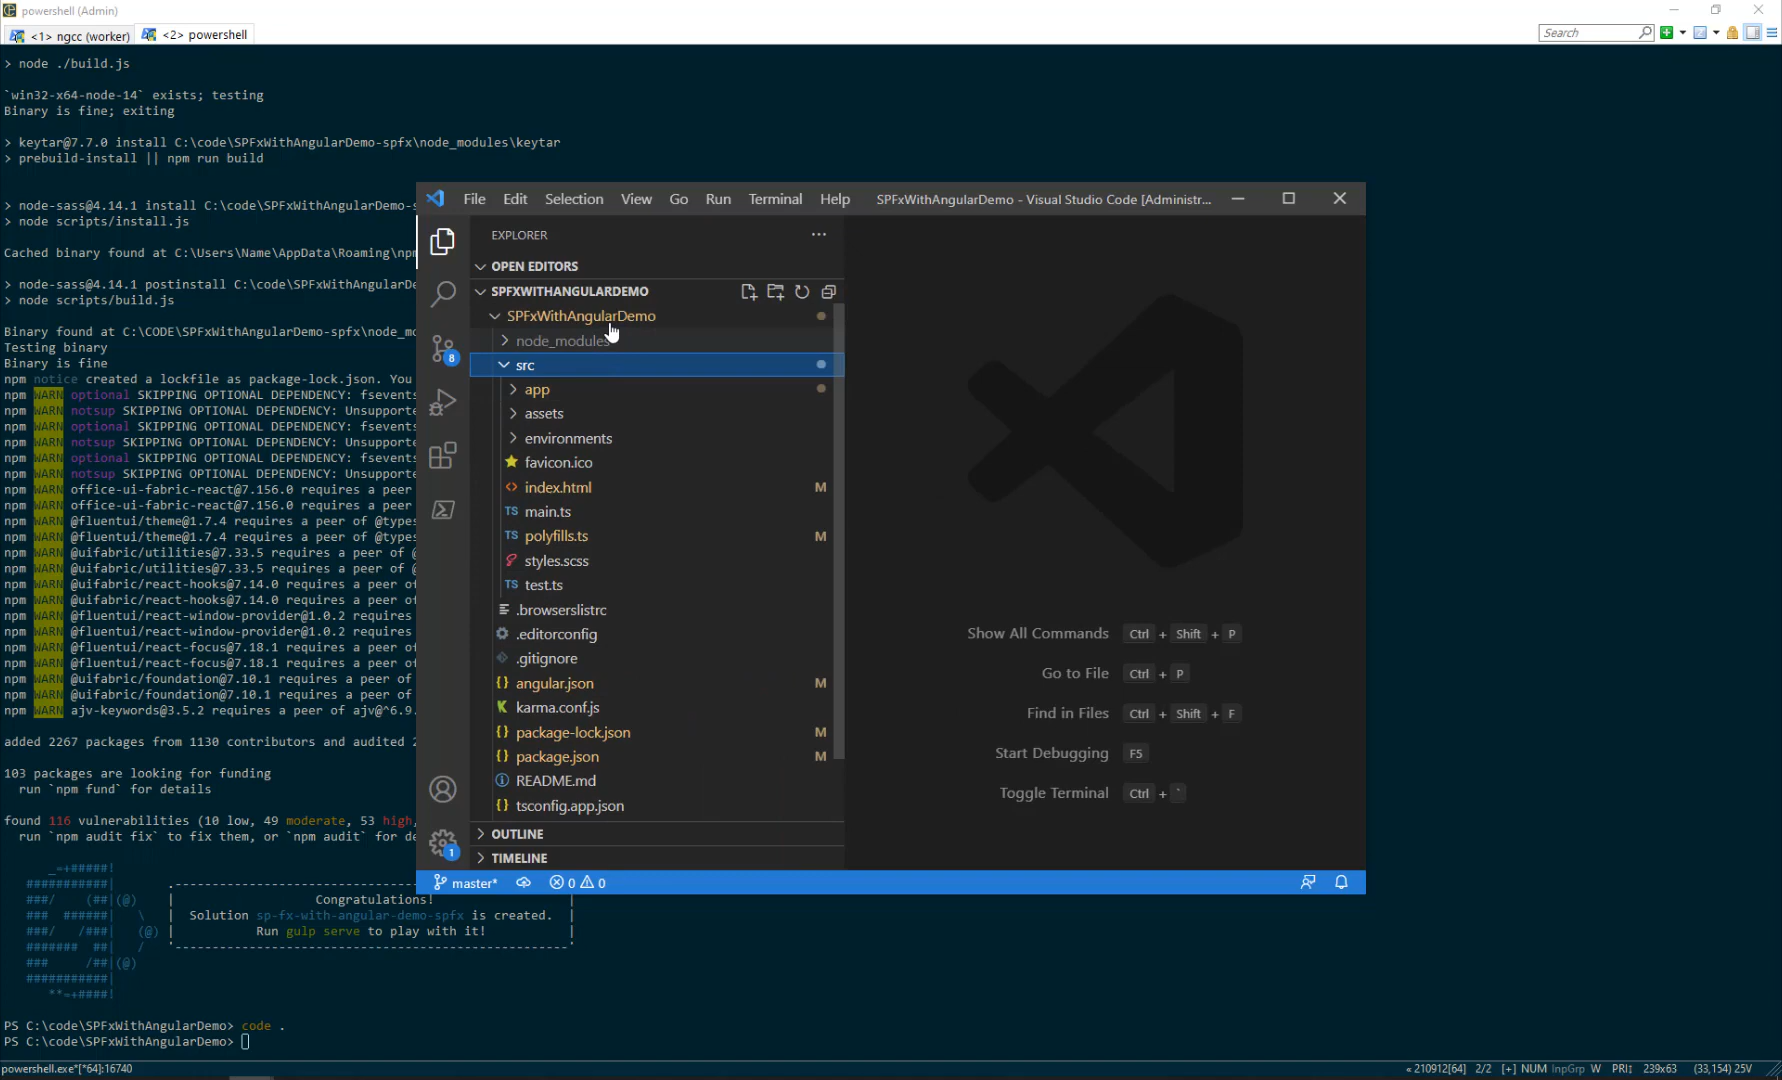 powershell (Admin)
<1> ngcc (worker)
<2> powershell
Search
> node ./build.js
`win32-x64-node-14` exists; testing
Binary is fine; exiting
> keytar@7.7.0 install C:\code\SPFxWithAngularDemo-spfx\node_modules\keytar
> prebuild-install || npm run build
> node-sass@4.14.1 install C:\code\SPFxWithAngularDemo-s
> node scripts/install.js
Cached binary found at C:\Users\Name\AppData\Roaming\npm
> node-sass@4.14.1 postinstall C:\code\SPFxWithAngularDe
> node scripts/build.js
Binary found at C:\CODE\SPFxWithAngularDemo-spfx\node_mo
Testing binary
Binary is fine
npm notice created a lockfile as package-lock.json. You
npm WARN optional SKIPPING OPTIONAL DEPENDENCY: fsevents
npm WARN notsup SKIPPING OPTIONAL DEPENDENCY: Unsupporte
npm WARN optional SKIPPING OPTIONAL DEPENDENCY: fsevents
npm WARN notsup SKIPPING OPTIONAL DEPENDENCY: Unsupporte
npm WARN optional SKIPPING OPTIONAL DEPENDENCY: fsevents
npm WARN notsup SKIPPING OPTIONAL DEPENDENCY: Unsupporte
npm WARN office-ui-fabric-react@7.156.0 requires a peer
npm WARN office-ui-fabric-react@7.156.0 requires a peer
npm WARN @fluentui/theme@1.7.4 requires a peer of @types
npm WARN @fluentui/theme@1.7.4 requires a peer of @types
npm WARN @uifabric/utilities@7.33.5 requires a peer of @
npm WARN @uifabric/utilities@7.33.5 requires a peer of @
npm WARN @uifabric/react-hooks@7.14.0 requires a peer of
npm WARN @uifabric/react-hooks@7.14.0 requires a peer of
npm WARN @fluentui/react-window-provider@1.0.2 requires
npm WARN @fluentui/react-window-provider@1.0.2 requires
npm WARN @fluentui/react-focus@7.18.1 requires a peer of
npm WARN @fluentui/react-focus@7.18.1 requires a peer of
npm WARN @uifabric/foundation@7.10.1 requires a peer of
npm WARN @uifabric/foundation@7.10.1 requires a peer of
npm WARN ajv-keywords@3.5.2 requires a peer of ajv@^6.9.
added 2267 packages from 1130 contributors and audited 2
103 packages are looking for funding
run `npm fund` for details
found 116 vulnerabilities (10 low, 49 moderate, 53 high,
run `npm audit fix` to fix them, or `npm audit` for de
Congratulations!
Solution sp-fx-with-angular-demo-spfx is created.
Run gulp serve to play with it!
PS C:\code\SPFxWithAngularDemo> code .
PS C:\code\SPFxWithAngularDemo>
powershell.exe*[*64]:16740
« 210912[64] 2/2 [+] NUM InpGrp W PRI↕ 239x63 (33,154) 25V
File Edit Selection View Go Run Terminal Help
SPFxWithAngularDemo - Visual Studio Code [Administr...
EXPLORER
OPEN EDITORS
SPFXWITHANGULARDEMO
SPFxWithAngularDemo
node_modules
src
app
assets
environments
favicon.ico
index.html M
TS main.ts
TS polyfills.ts M
styles.scss
TS test.ts
.browserslistrc
.editorconfig
.gitignore
{} angular.json M
karma.conf.js
{} package-lock.json M
{} package.json M
README.md
{} tsconfig.app.json
OUTLINE
TIMELINE
8
1
master*
0 0
Show All Commands Ctrl + Shift + P
Go to File Ctrl + P
Find in Files Ctrl + Shift + F
Start Debugging F5
Toggle Terminal Ctrl + `